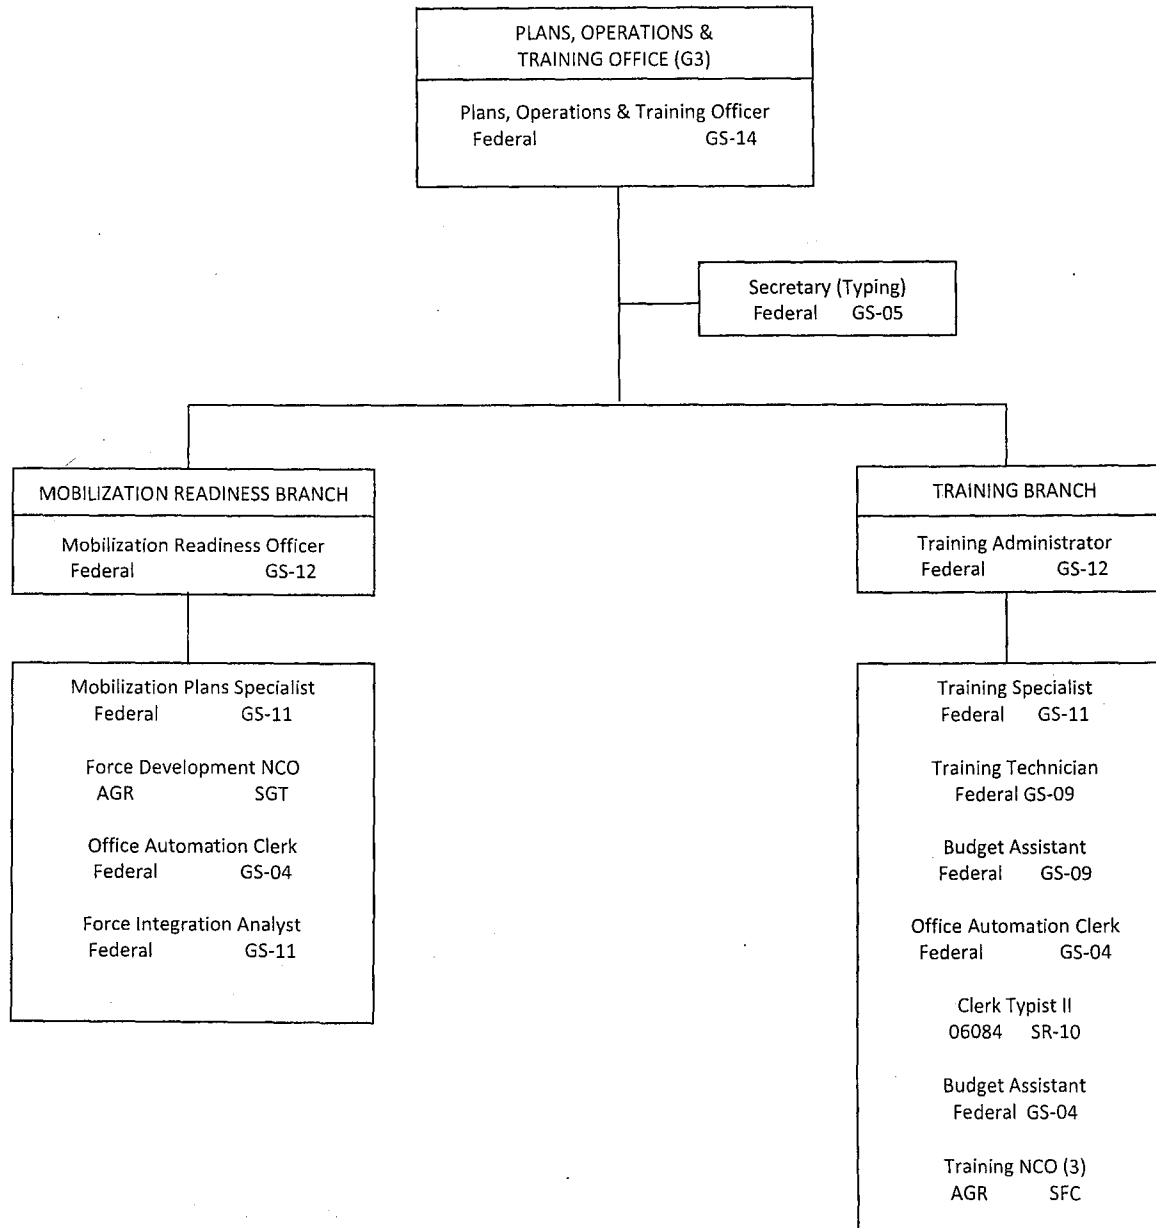 PLANS, OPERATIONS &
TRAINING OFFICE (G3)
Plans, Operations & Training Officer
Federal GS-14
Secretary (Typing)
Federal GS-05
MOBILIZATION READINESS BRANCH
Mobilization Readiness Officer
Federal GS-12
Mobilization Plans Specialist
Federal GS-11
Force Development NCO
AGR SGT
Office Automation Clerk
Federal GS-04
Force Integration Analyst
Federal GS-11
TRAINING BRANCH
Training Administrator
Federal GS-12
Training Specialist
Federal GS-11
Training Technician
Federal GS-09
Budget Assistant
Federal GS-09
Office Automation Clerk
Federal GS-04
Clerk Typist II
06084 SR-10
Budget Assistant
Federal GS-04
Training NCO (3)
AGR SFC